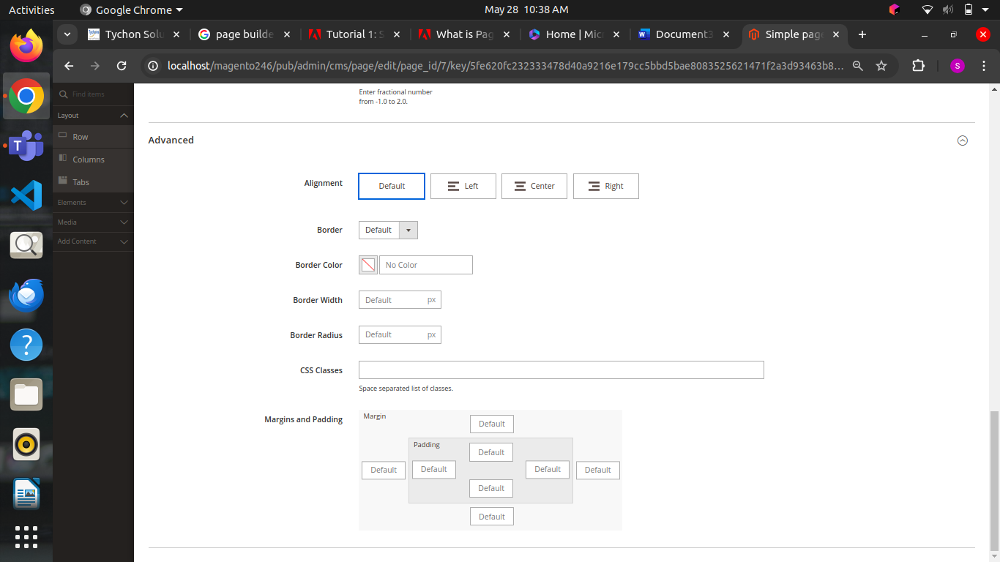 Activities Google Chrome May 28 10:38 AM
Tychon Solu page builde Tutorial 1: S What is Pag Home | Micr Document3 Simple page
localhost/magento246/pub/admin/cms/page/edit/page_id/7/key/5fe620fc232333478d40a9216e179cc5bbd5bae8083525621471f2a3d93463b8... S
Find items
Layout
Row
Columns
Tabs
Elements
Media
Add Content
Enter fractional number
from -1.0 to 2.0.
Advanced
Alignment Default Left Center Right
Border Default
Border Color No Color
Border Width Default px
Border Radius Default px
CSS Classes
Space separated list of classes.
Margins and Padding Margin
Default
Padding
Default
Default Default Default Default
Default
Default